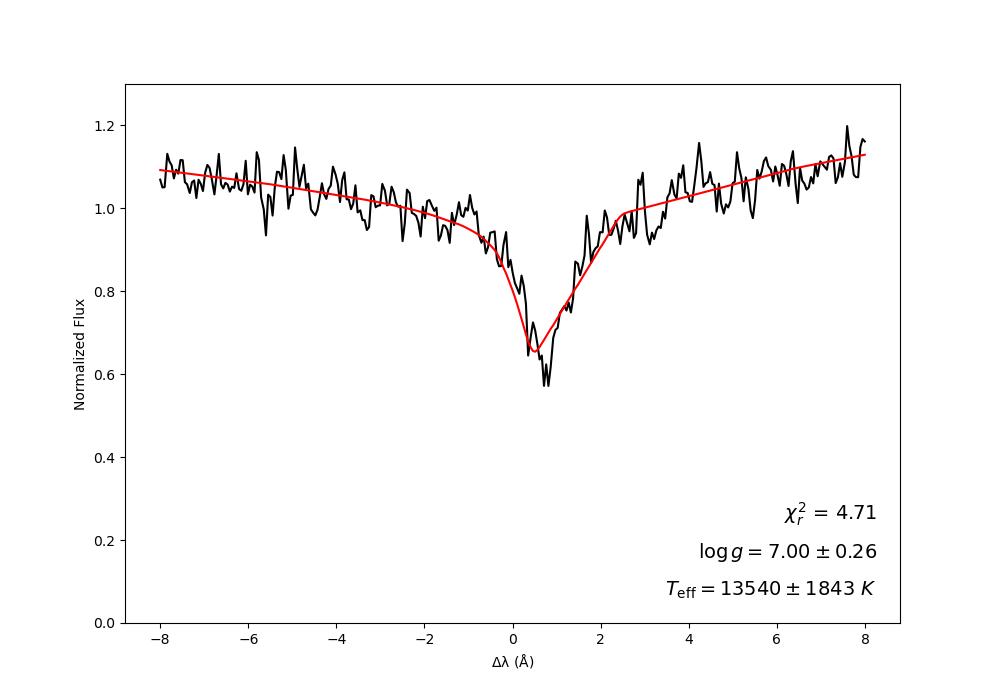 1.2
1.0
0.8
0.6
0.4
0.2
0.0
Normalized Flux
χ²ᵣ = 4.71
log g = 7.00 ± 0.26
T_eff = 13540 ± 1843 K
−8 −6 −4 −2 0 2 4 6 8
Δλ (Å)